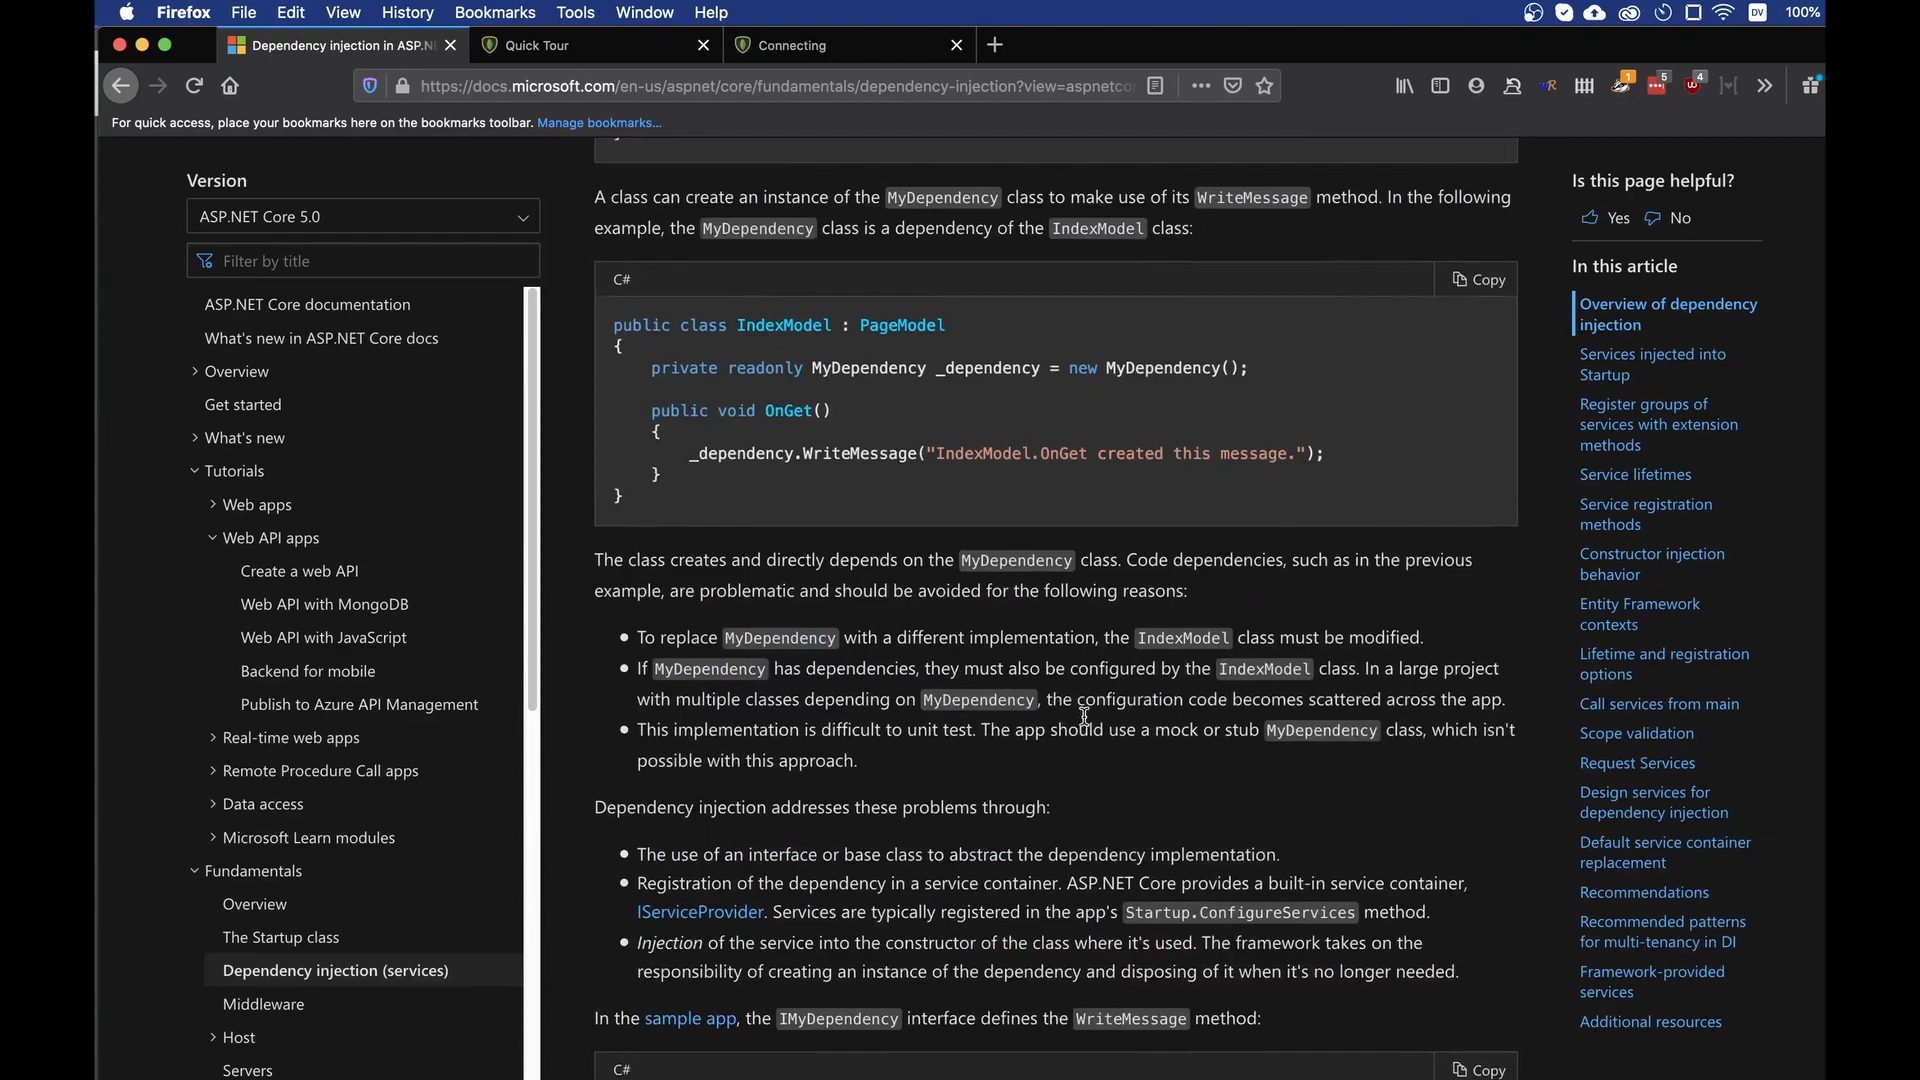 Firefox File Edit View History Bookmarks Tools Window Help DV 100%
Dependency injection in ASP.NE Quick Tour Connecting
https://docs.microsoft.com/en-us/aspnet/core/fundamentals/dependency-injection?view=aspnetco 1 5 4
For quick access, place your bookmarks here on the bookmarks toolbar. Manage bookmarks...
Version
ASP.NET Core 5.0
Filter by title
ASP.NET Core documentation
What's new in ASP.NET Core docs
Overview
Get started
What's new
Tutorials
Web apps
Web API apps
Create a web API
Web API with MongoDB
Web API with JavaScript
Backend for mobile
Publish to Azure API Management
Real-time web apps
Remote Procedure Call apps
Data access
Microsoft Learn modules
Fundamentals
Overview
The Startup class
Dependency injection (services)
Middleware
Host
Servers
A class can create an instance of the MyDependency class to make use of its WriteMessage method. In the following
example, the MyDependency class is a dependency of the IndexModel class:
C# Copy
public class IndexModel : PageModel
{
private readonly MyDependency _dependency = new MyDependency();
public void OnGet()
{
_dependency.WriteMessage("IndexModel.OnGet created this message.");
}
}
The class creates and directly depends on the MyDependency class. Code dependencies, such as in the previous
example, are problematic and should be avoided for the following reasons:
To replace MyDependency with a different implementation, the IndexModel class must be modified.
If MyDependency has dependencies, they must also be configured by the IndexModel class. In a large project
with multiple classes depending on MyDependency, the configuration code becomes scattered across the app.
This implementation is difficult to unit test. The app should use a mock or stub MyDependency class, which isn't
possible with this approach.
Dependency injection addresses these problems through:
The use of an interface or base class to abstract the dependency implementation.
Registration of the dependency in a service container. ASP.NET Core provides a built-in service container,
IServiceProvider. Services are typically registered in the app's Startup.ConfigureServices method.
Injection of the service into the constructor of the class where it's used. The framework takes on the
responsibility of creating an instance of the dependency and disposing of it when it's no longer needed.
In the sample app, the IMyDependency interface defines the WriteMessage method:
C# Copy
Is this page helpful?
Yes No
In this article
Overview of dependency
injection
Services injected into
Startup
Register groups of
services with extension
methods
Service lifetimes
Service registration
methods
Constructor injection
behavior
Entity Framework
contexts
Lifetime and registration
options
Call services from main
Scope validation
Request Services
Design services for
dependency injection
Default service container
replacement
Recommendations
Recommended patterns
for multi-tenancy in DI
Framework-provided
services
Additional resources